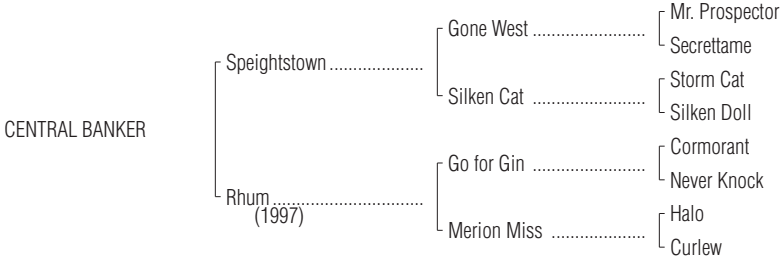 Mr. Prospector
Gone West ........................
Secrettame
Speightstown ....................
Storm Cat
Silken Cat ........................
Silken Doll
CENTRAL BANKER
Cormorant
Go for Gin ........................
Never Knock
Rhum ................................
(1997)
Halo
Merion Miss ....................
Curlew